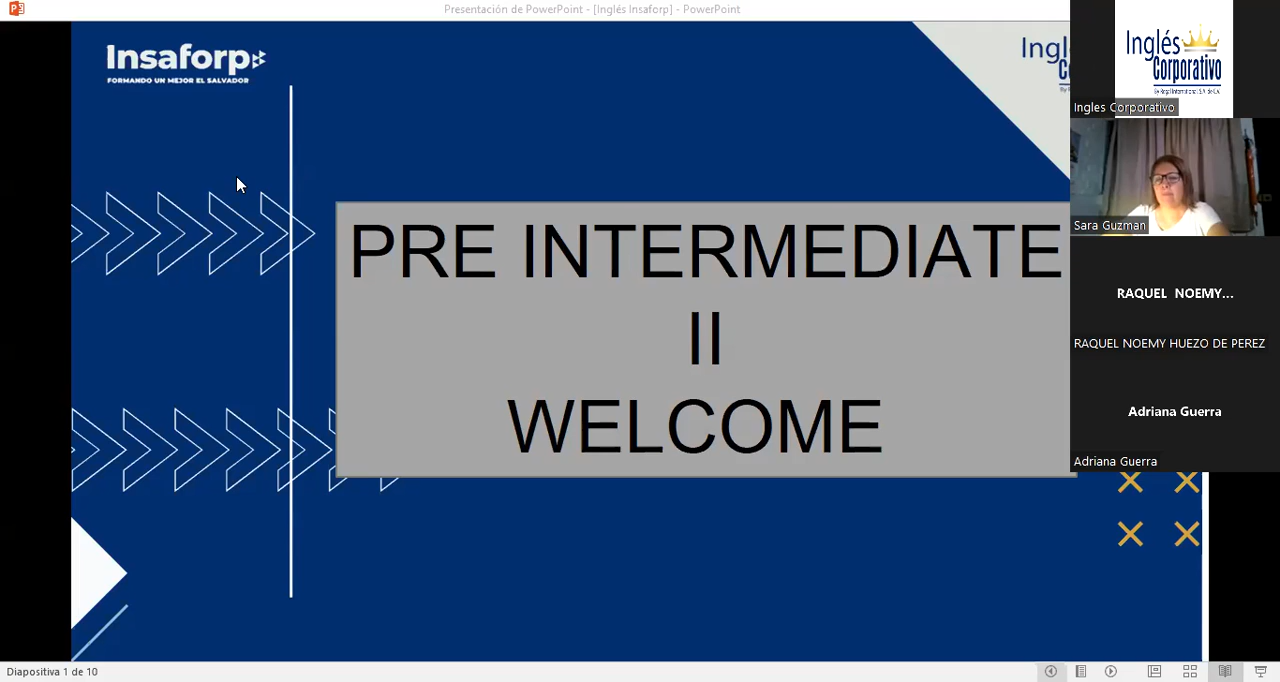 Presentación de PowerPoint - [Inglés Insaforp] - PowerPoint
Insaforp
FORMANDO UN MEJOR EL SALVADOR
Inglés
Corporativo
Ingles Corporativo
Sara Guzman
PRE INTERMEDIATE
II
WELCOME
RAQUEL NOEMY...
RAQUEL NOEMY HUEZO DE PEREZ
Adriana Guerra
Adriana Guerra
Diapositiva 1 de 10